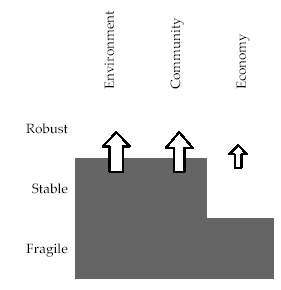 Environment
Community
Economy
Robust
Stable
Fragile